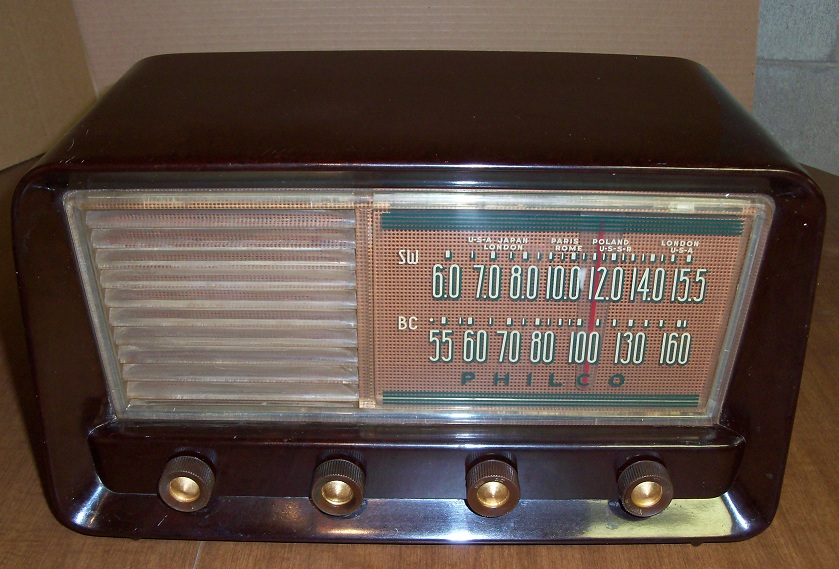 U·S·A JAPAN PARIS POLAND LONDON
LONDON ROME U·S·S·R U·S·A
SW
6.0 7.0 8.0 10.0 12.0 14.0 15.5
BC
55 60 70 80 100 130 160
PHILCO